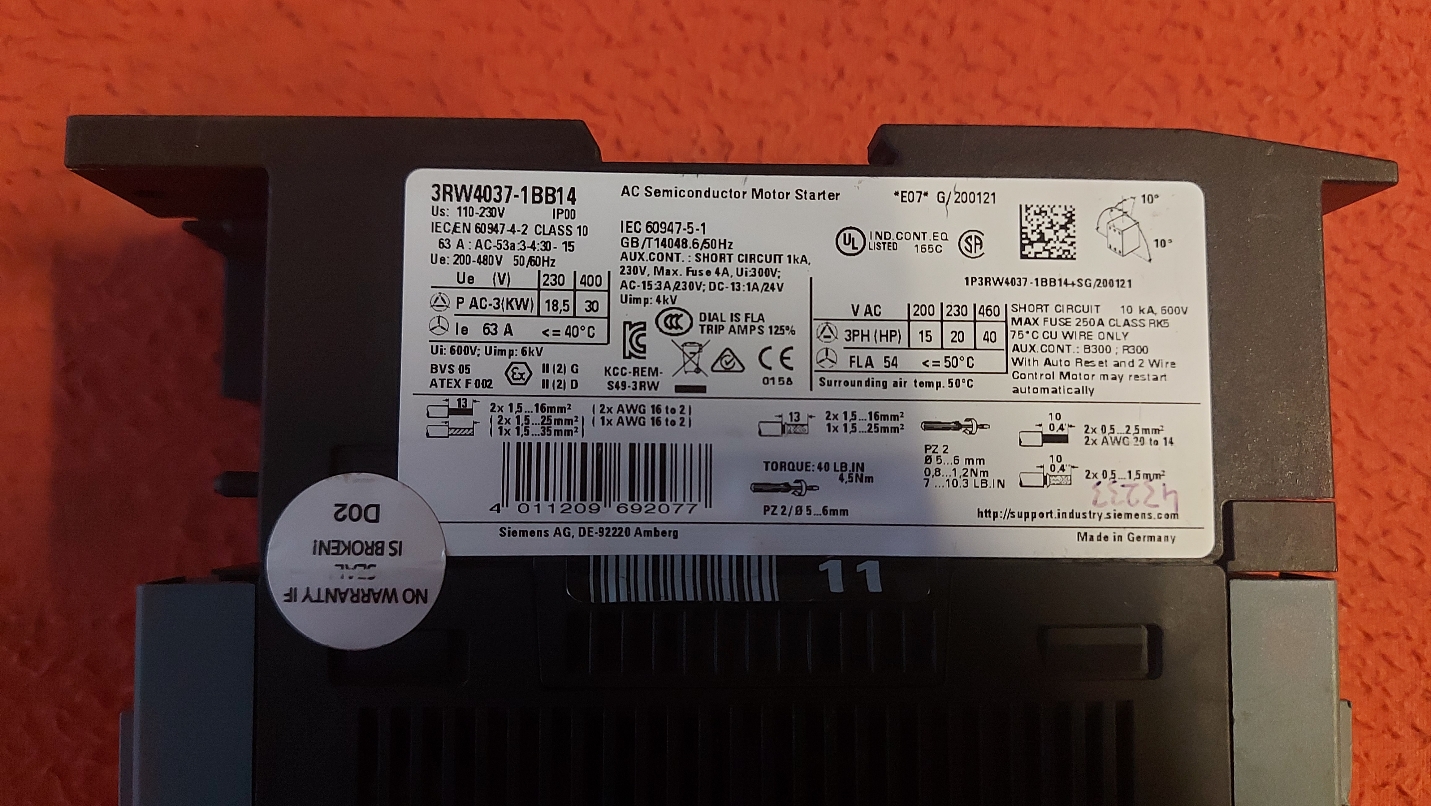 3RW4037-1BB14
Us: 110-230V IP00
IEC/EN 60947-4-2 CLASS 10
63 A : AC-53a:3-4:30- 15
Ue: 200-480V 50/60Hz
Ue (V) 230 400
P AC-3(KW) 18,5 30
Ie 63 A <= 40°C
Ui: 600V; Uimp: 6kV
BVS 05 Ex II (2) G
ATEX F 002 II (2) D
AC Semiconductor Motor Starter
IEC 60947-5-1
GB/T14048.6/50Hz
AUX.CONT. : SHORT CIRCUIT 1kA,
230V, Max. Fuse 4A, Ui:300V;
AC-15:3A/230V; DC-13:1A/24V
Uimp: 4kV
CCC DIAL IS FLA
TRIP AMPS 125%
KCC-REM-
S49-3RW
CE
0158
*E07* G/200121
UL IND.CONT.EQ
LISTED 165C
SA
10°
10°
1P3RW4037-1BB14+SG/200121
V AC 200 230 460
3PH (HP) 15 20 40
FLA 54 <= 50°C
Surrounding air temp. 50°C
SHORT CIRCUIT 10 kA, 600V
MAX FUSE 250A CLASS RK5
75°C CU WIRE ONLY
AUX.CONT.: B300 ; R300
With Auto Reset and 2 Wire
Control Motor may restart
automatically
13
2x 1,5...16mm² ( 2x AWG 16 to 2 )
( 2x 1,5...25mm² ) ( 1x AWG 16 to 2 )
( 1x 1,5...35mm² )
13
2x 1,5...16mm²
1x 1,5...25mm²
TORQUE: 40 LB.IN
4,5Nm
PZ 2 / Ø 5...6mm
PZ 2
Ø 5...6 mm
0,8...1,2Nm
7 ...10,3 LB.IN
10
0,4"
2x 0,5...2,5mm²
2x AWG 20 to 14
10
0,4"
2x 0,5...1,5mm²
43233
4 011209 692077
http://support.industry.siemens.com
Siemens AG, DE-92220 Amberg
Made in Germany
11
NO WARRANTY IF
IS BROKEN!
D02